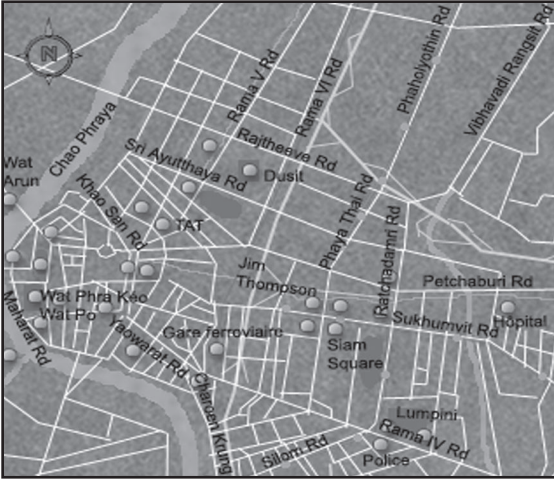 N
Rama V Rd
Rama VI Rd
Phaholyothin Rd
Vibhavadi Rangsit Rd
Chao Phraya
Wat
Arun
Sri Ayutthaya Rd
Rajtheeve Rd
Dusit
Khao San Rd
TAT
Phaya Thai Rd
Ratchadamri Rd
Jim
Thompson
Petchaburi Rd
Maharat Rd
Wat Phra Kéo
Wat Po
Yaowarat Rd
Gare ferroviaire
Sukhumvit Rd
Hôpital
Siam
Square
Charoen Krung
Lumpini
Silom Rd
Rama IV Rd
Police